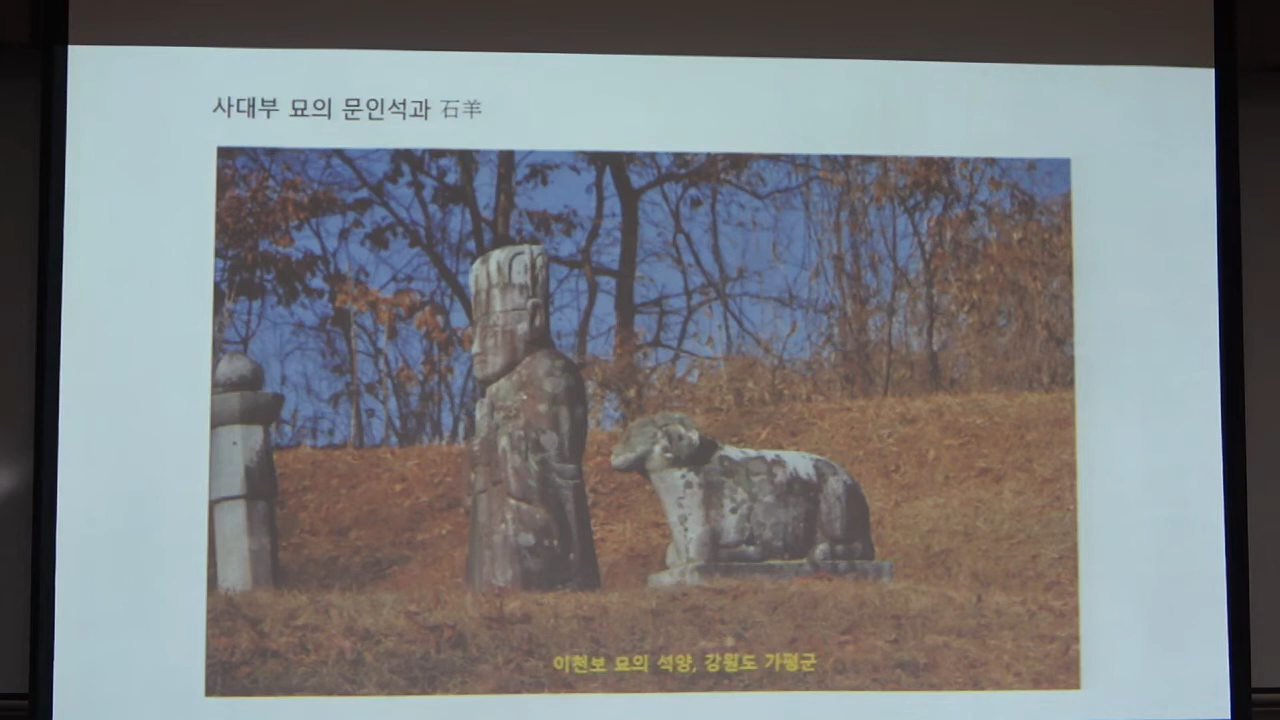 사대부 묘의 문인석과 石羊
이천보 묘의 석양, 강원도 가평군